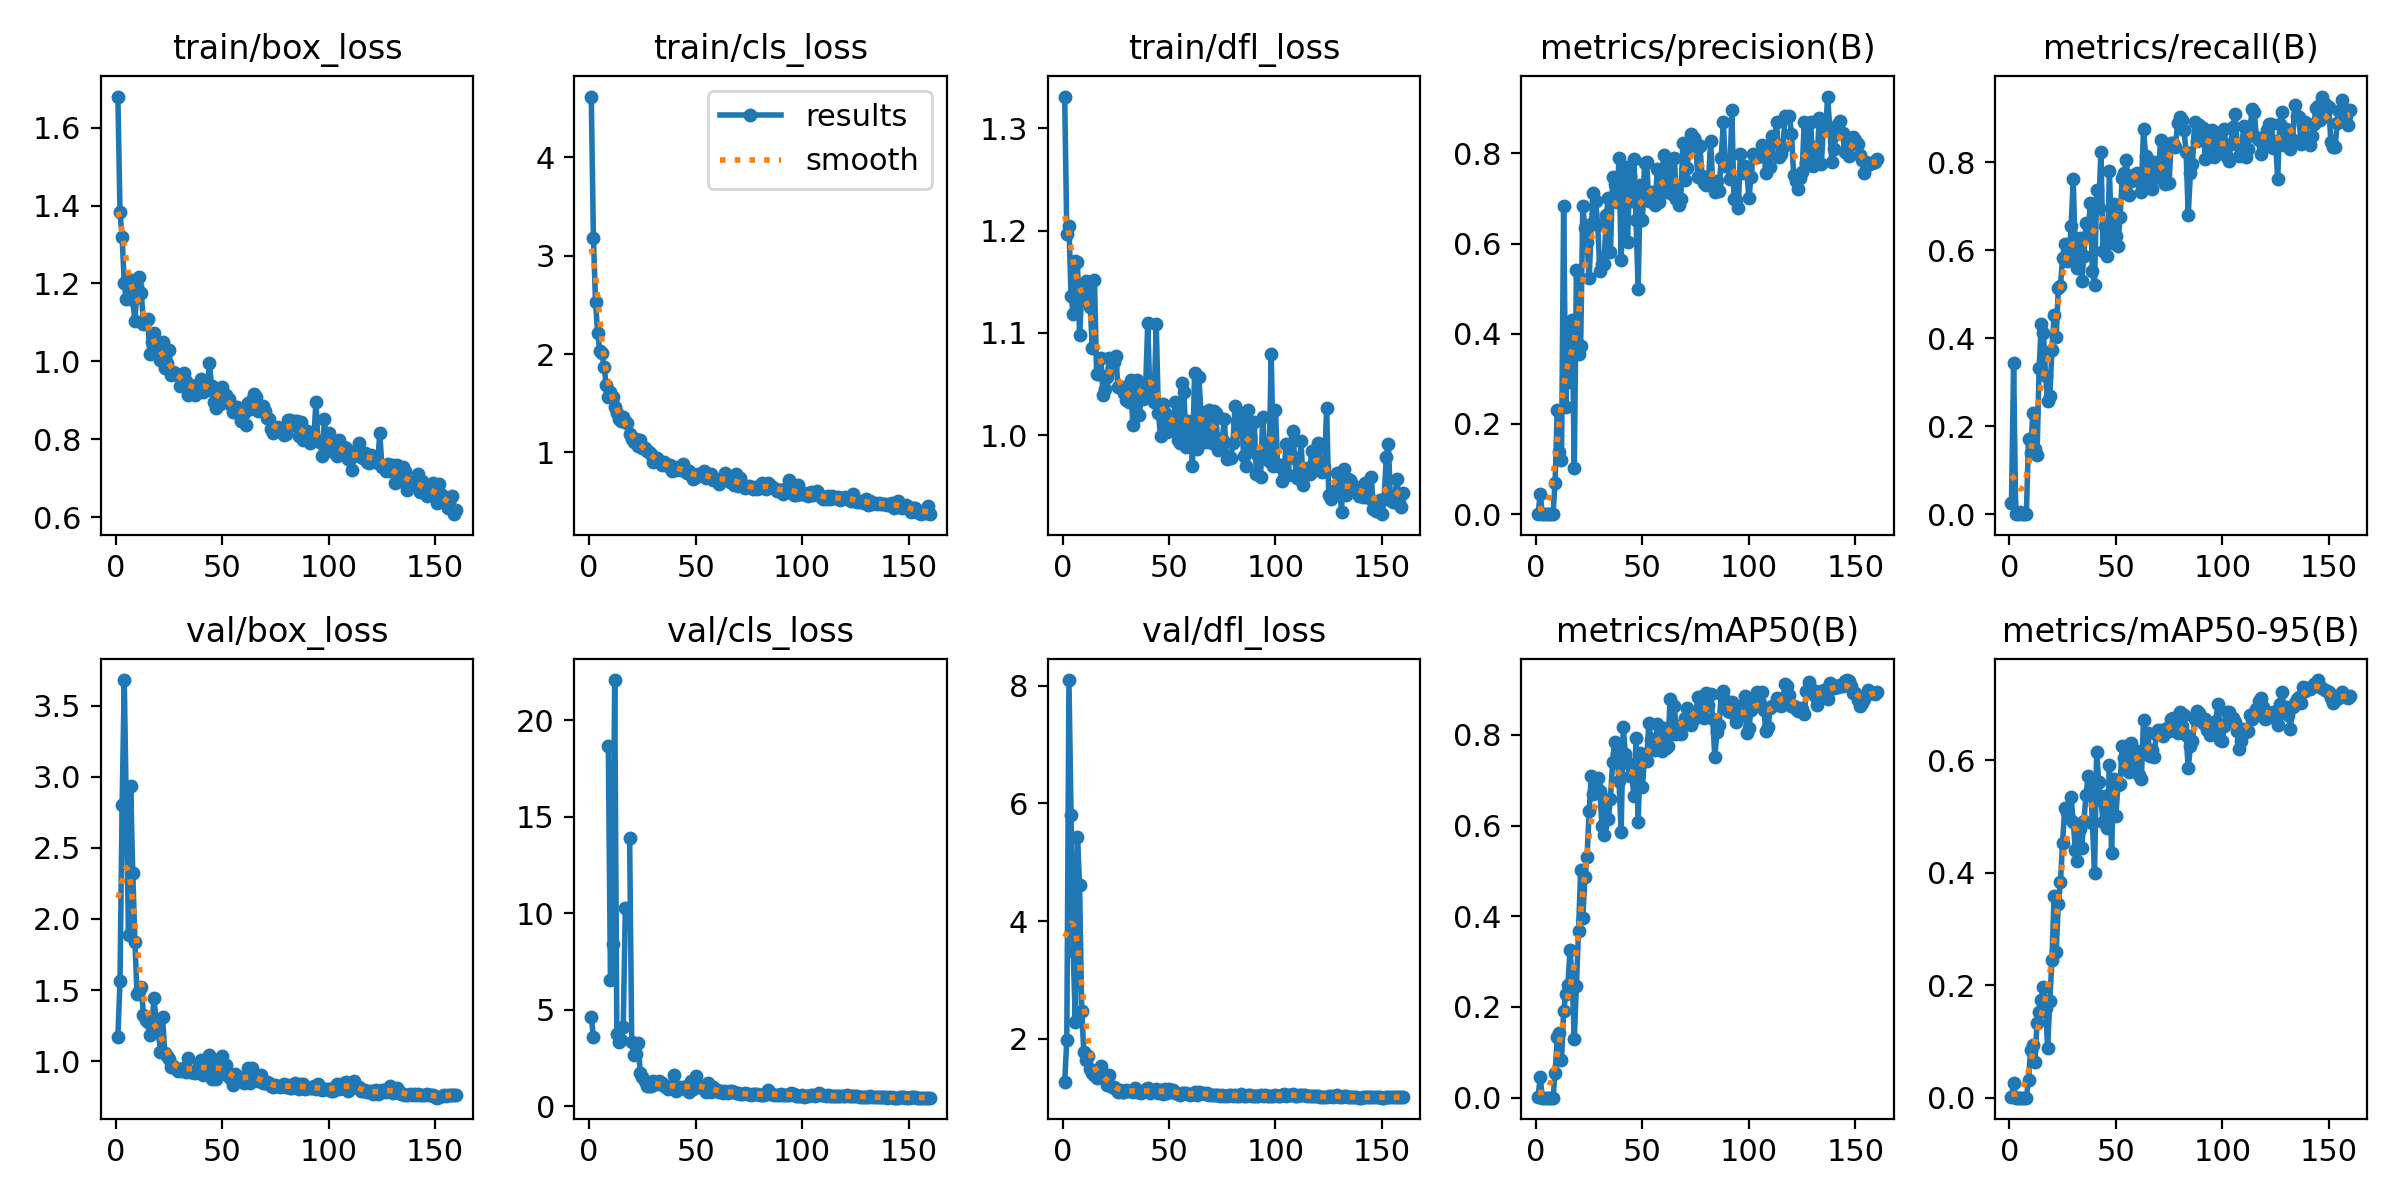 train/box_loss
1.6
1.4
1.2
1.0
0.8
0.6
0 50 100 150
train/cls_loss
results
smooth
4
3
2
1
0 50 100 150
train/dfl_loss
1.3
1.2
1.1
1.0
0 50 100 150
metrics/precision(B)
0.8
0.6
0.4
0.2
0.0
0 50 100 150
metrics/recall(B)
0.8
0.6
0.4
0.2
0.0
0 50 100 150
val/box_loss
3.5
3.0
2.5
2.0
1.5
1.0
0 50 100 150
val/cls_loss
20
15
10
5
0
0 50 100 150
val/dfl_loss
8
6
4
2
0 50 100 150
metrics/mAP50(B)
0.8
0.6
0.4
0.2
0.0
0 50 100 150
metrics/mAP50-95(B)
0.6
0.4
0.2
0.0
0 50 100 150